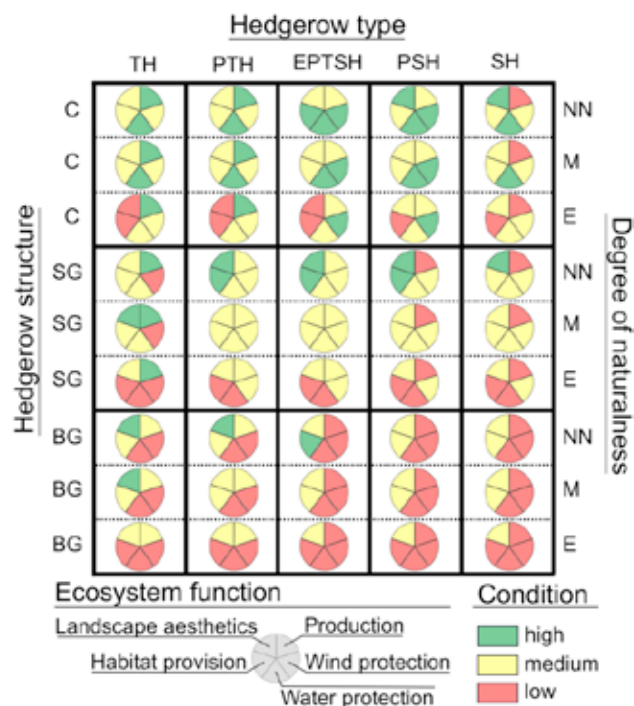 Hedgerow type
TH PTH EPTSH PSH SH
C NN
C M
C E
SG NN
SG M
SG E
BG NN
BG M
BG E
Hedgerow structure
Degree of naturalness
Ecosystem function
Landscape aesthetics
Production
Habitat provision
Wind protection
Water protection
Condition
high
medium
low